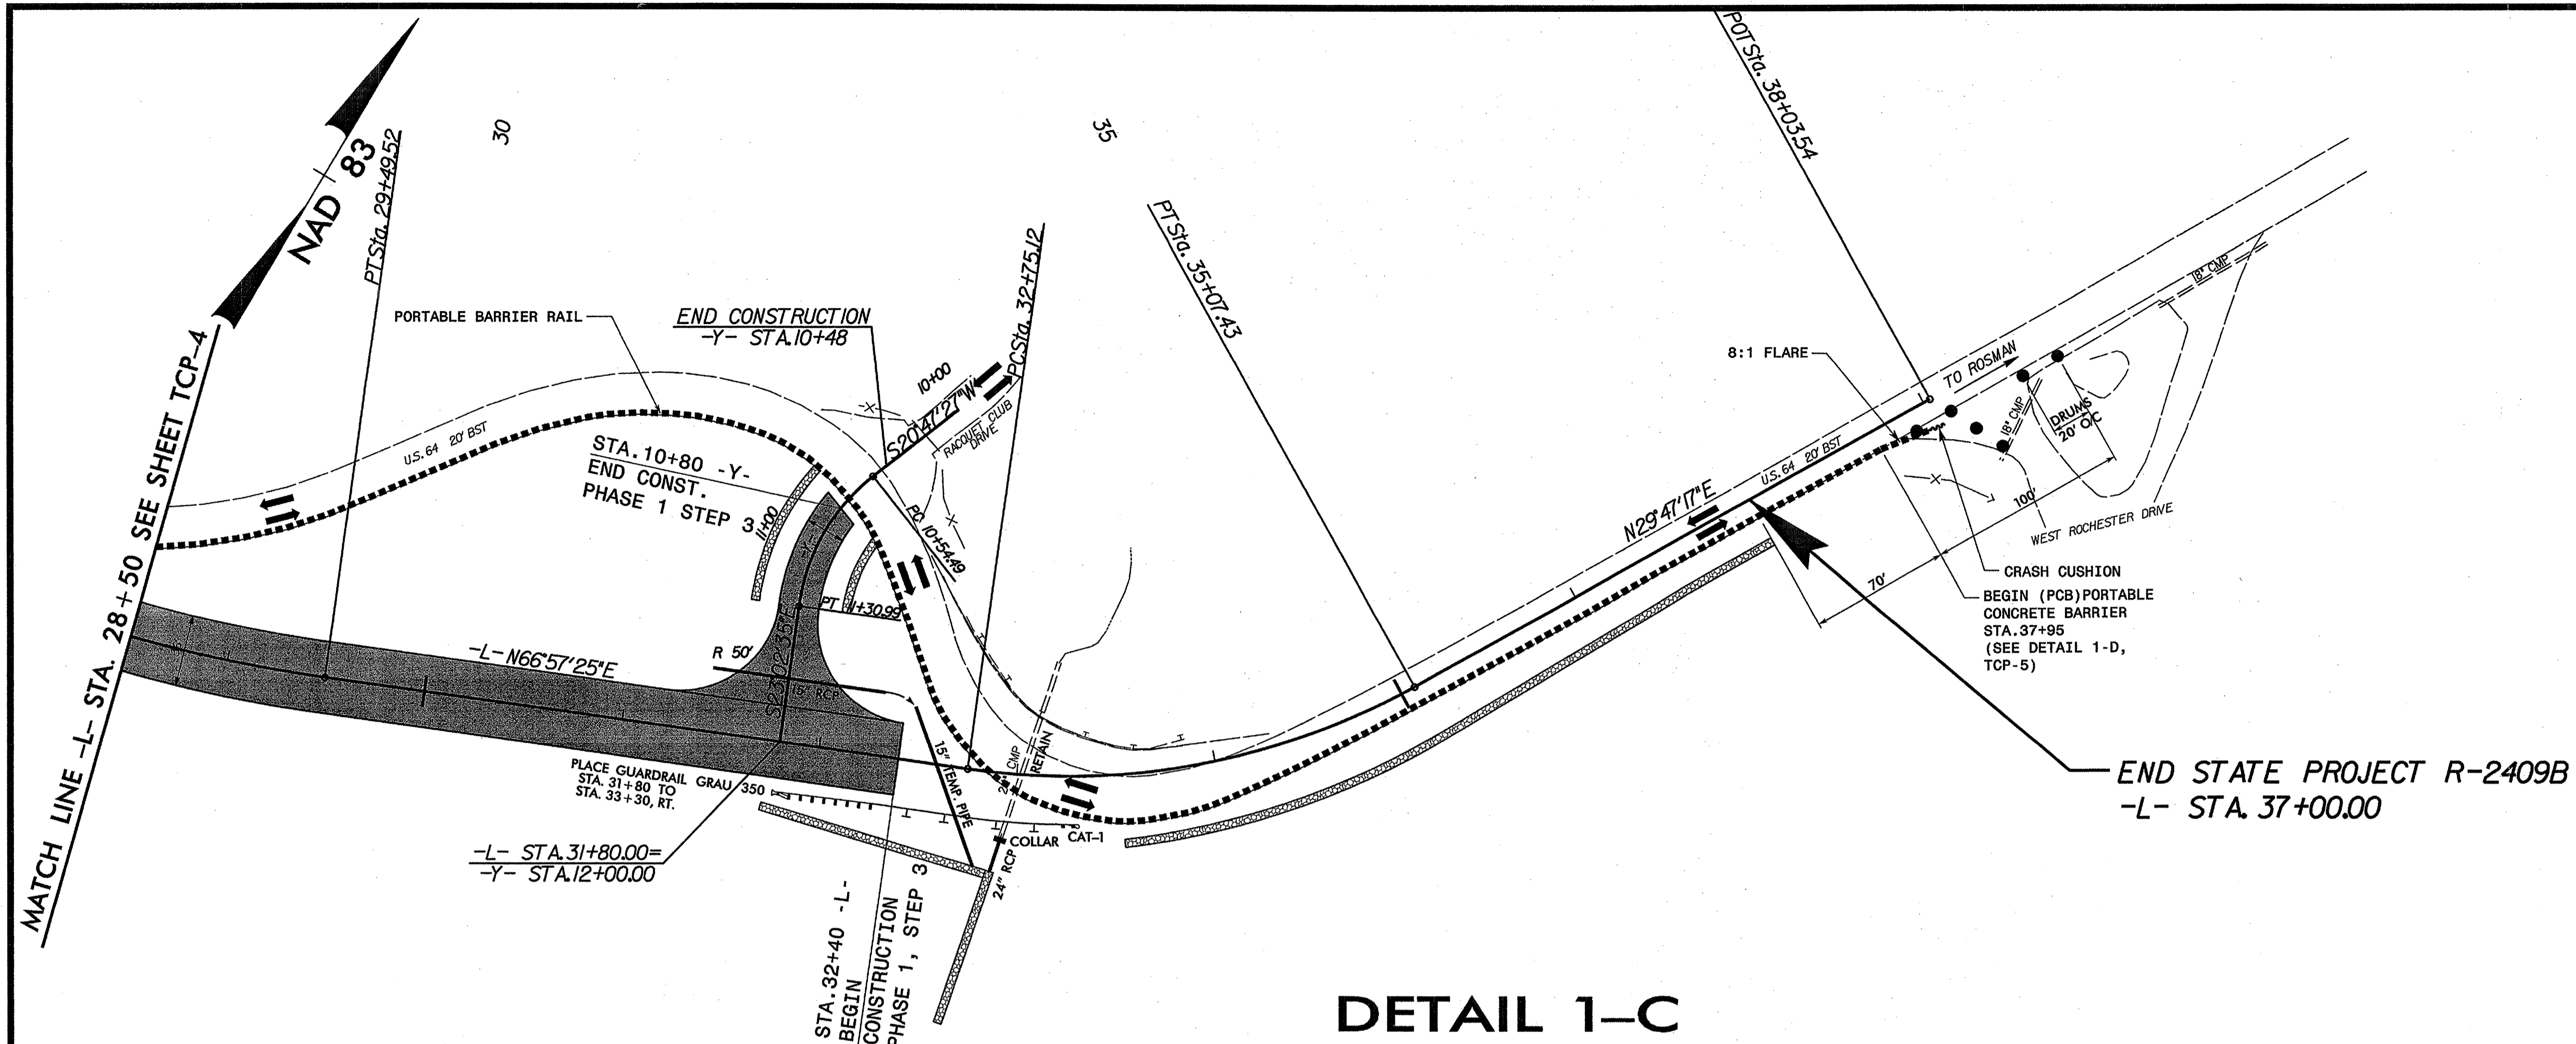 NAD 83
30
35
PT Sta. 29+49.52
POT Sta. 38+03.54
PC Sta. 32+75.12
PT Sta. 35+07.43
PORTABLE BARRIER RAIL
END CONSTRUCTION
-Y- STA. 10+48
10+00
S20°47'27"W
RACQUET CLUB
DRIVE
U.S. 64 20' BST
STA. 10+80 -Y-
END CONST.
PHASE 1 STEP 3
11+00
-Y-
PC 10+54.49
PT 11+30.99
MATCH LINE -L- STA. 28+50 SEE SHEET TCP-4
-L- N66°57'25"E
R 50'
15" RCP
S23°02'35"E
15" TEMP. PIPE
CMP
RETAIN
PLACE GUARDRAIL GRAU 350
STA. 31+80 TO
STA. 33+30, RT.
COLLAR
CAT-1
24" RCP
-L- STA. 31+80.00=
-Y- STA. 12+00.00
STA. 32+40 -L-
BEGIN
CONSTRUCTION
PHASE 1, STEP 3
N29°47'17"E
U.S. 64 20' BST
8:1 FLARE
TO ROSMAN
18" CMP
18" CMP
DRUMS
20' O/C
100'
70'
WEST ROCHESTER DRIVE
CRASH CUSHION
BEGIN (PCB)PORTABLE
CONCRETE BARRIER
STA. 37+95
(SEE DETAIL 1-D,
TCP-5)
END STATE PROJECT R-2409B
-L- STA. 37+00.00
DETAIL 1-C